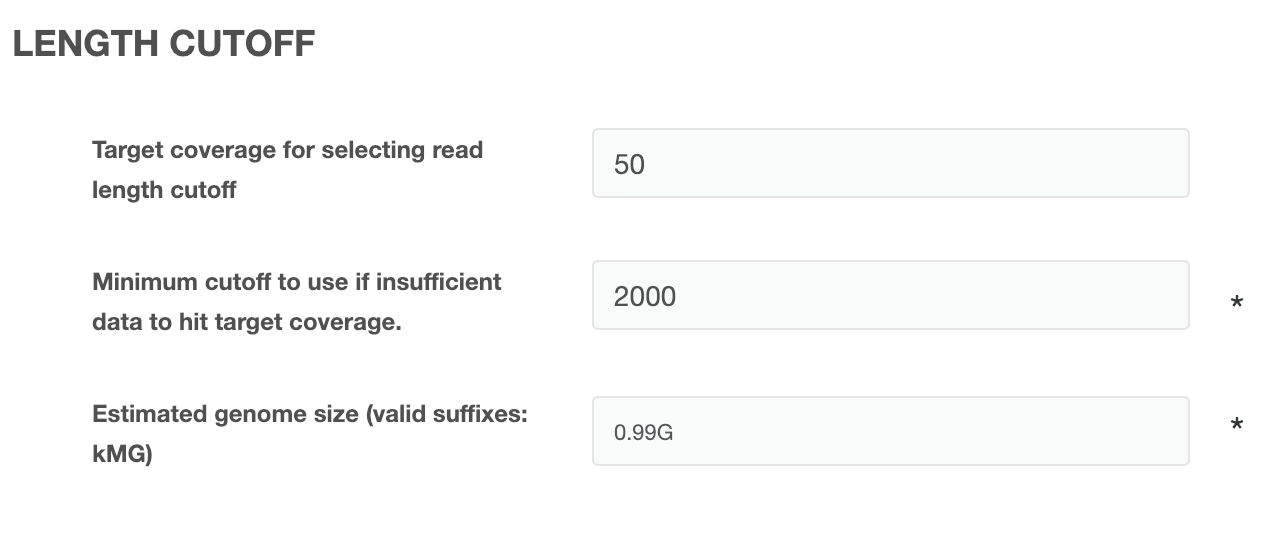 LENGTH CUTOFF
Target coverage for selecting read
length cutoff
50
Minimum cutoff to use if insufficient
data to hit target coverage.
2000
*
Estimated genome size (valid suffixes:
kMG)
0.99G
*